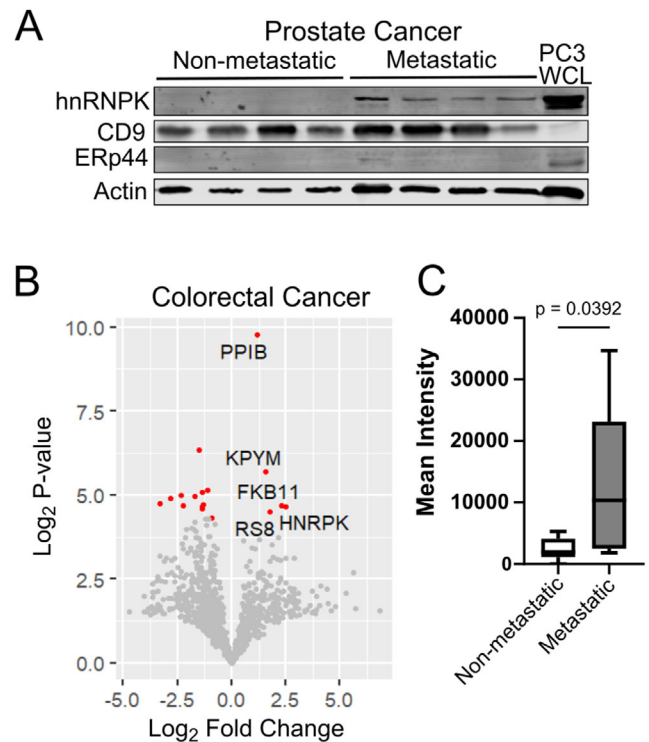 A
Prostate Cancer
Non-metastatic
Metastatic
PC3
WCL
hnRNPK
CD9
ERp44
Actin
B
Colorectal Cancer
Log2 P-value
10.0
7.5
5.0
2.5
0.0
PPIB
KPYM
FKB11
RS8
HNRPK
-5.0 -2.5 0.0 2.5 5.0
Log2 Fold Change
C
p = 0.0392
Mean Intensity
40000
30000
20000
10000
0
Non-metastatic
Metastatic